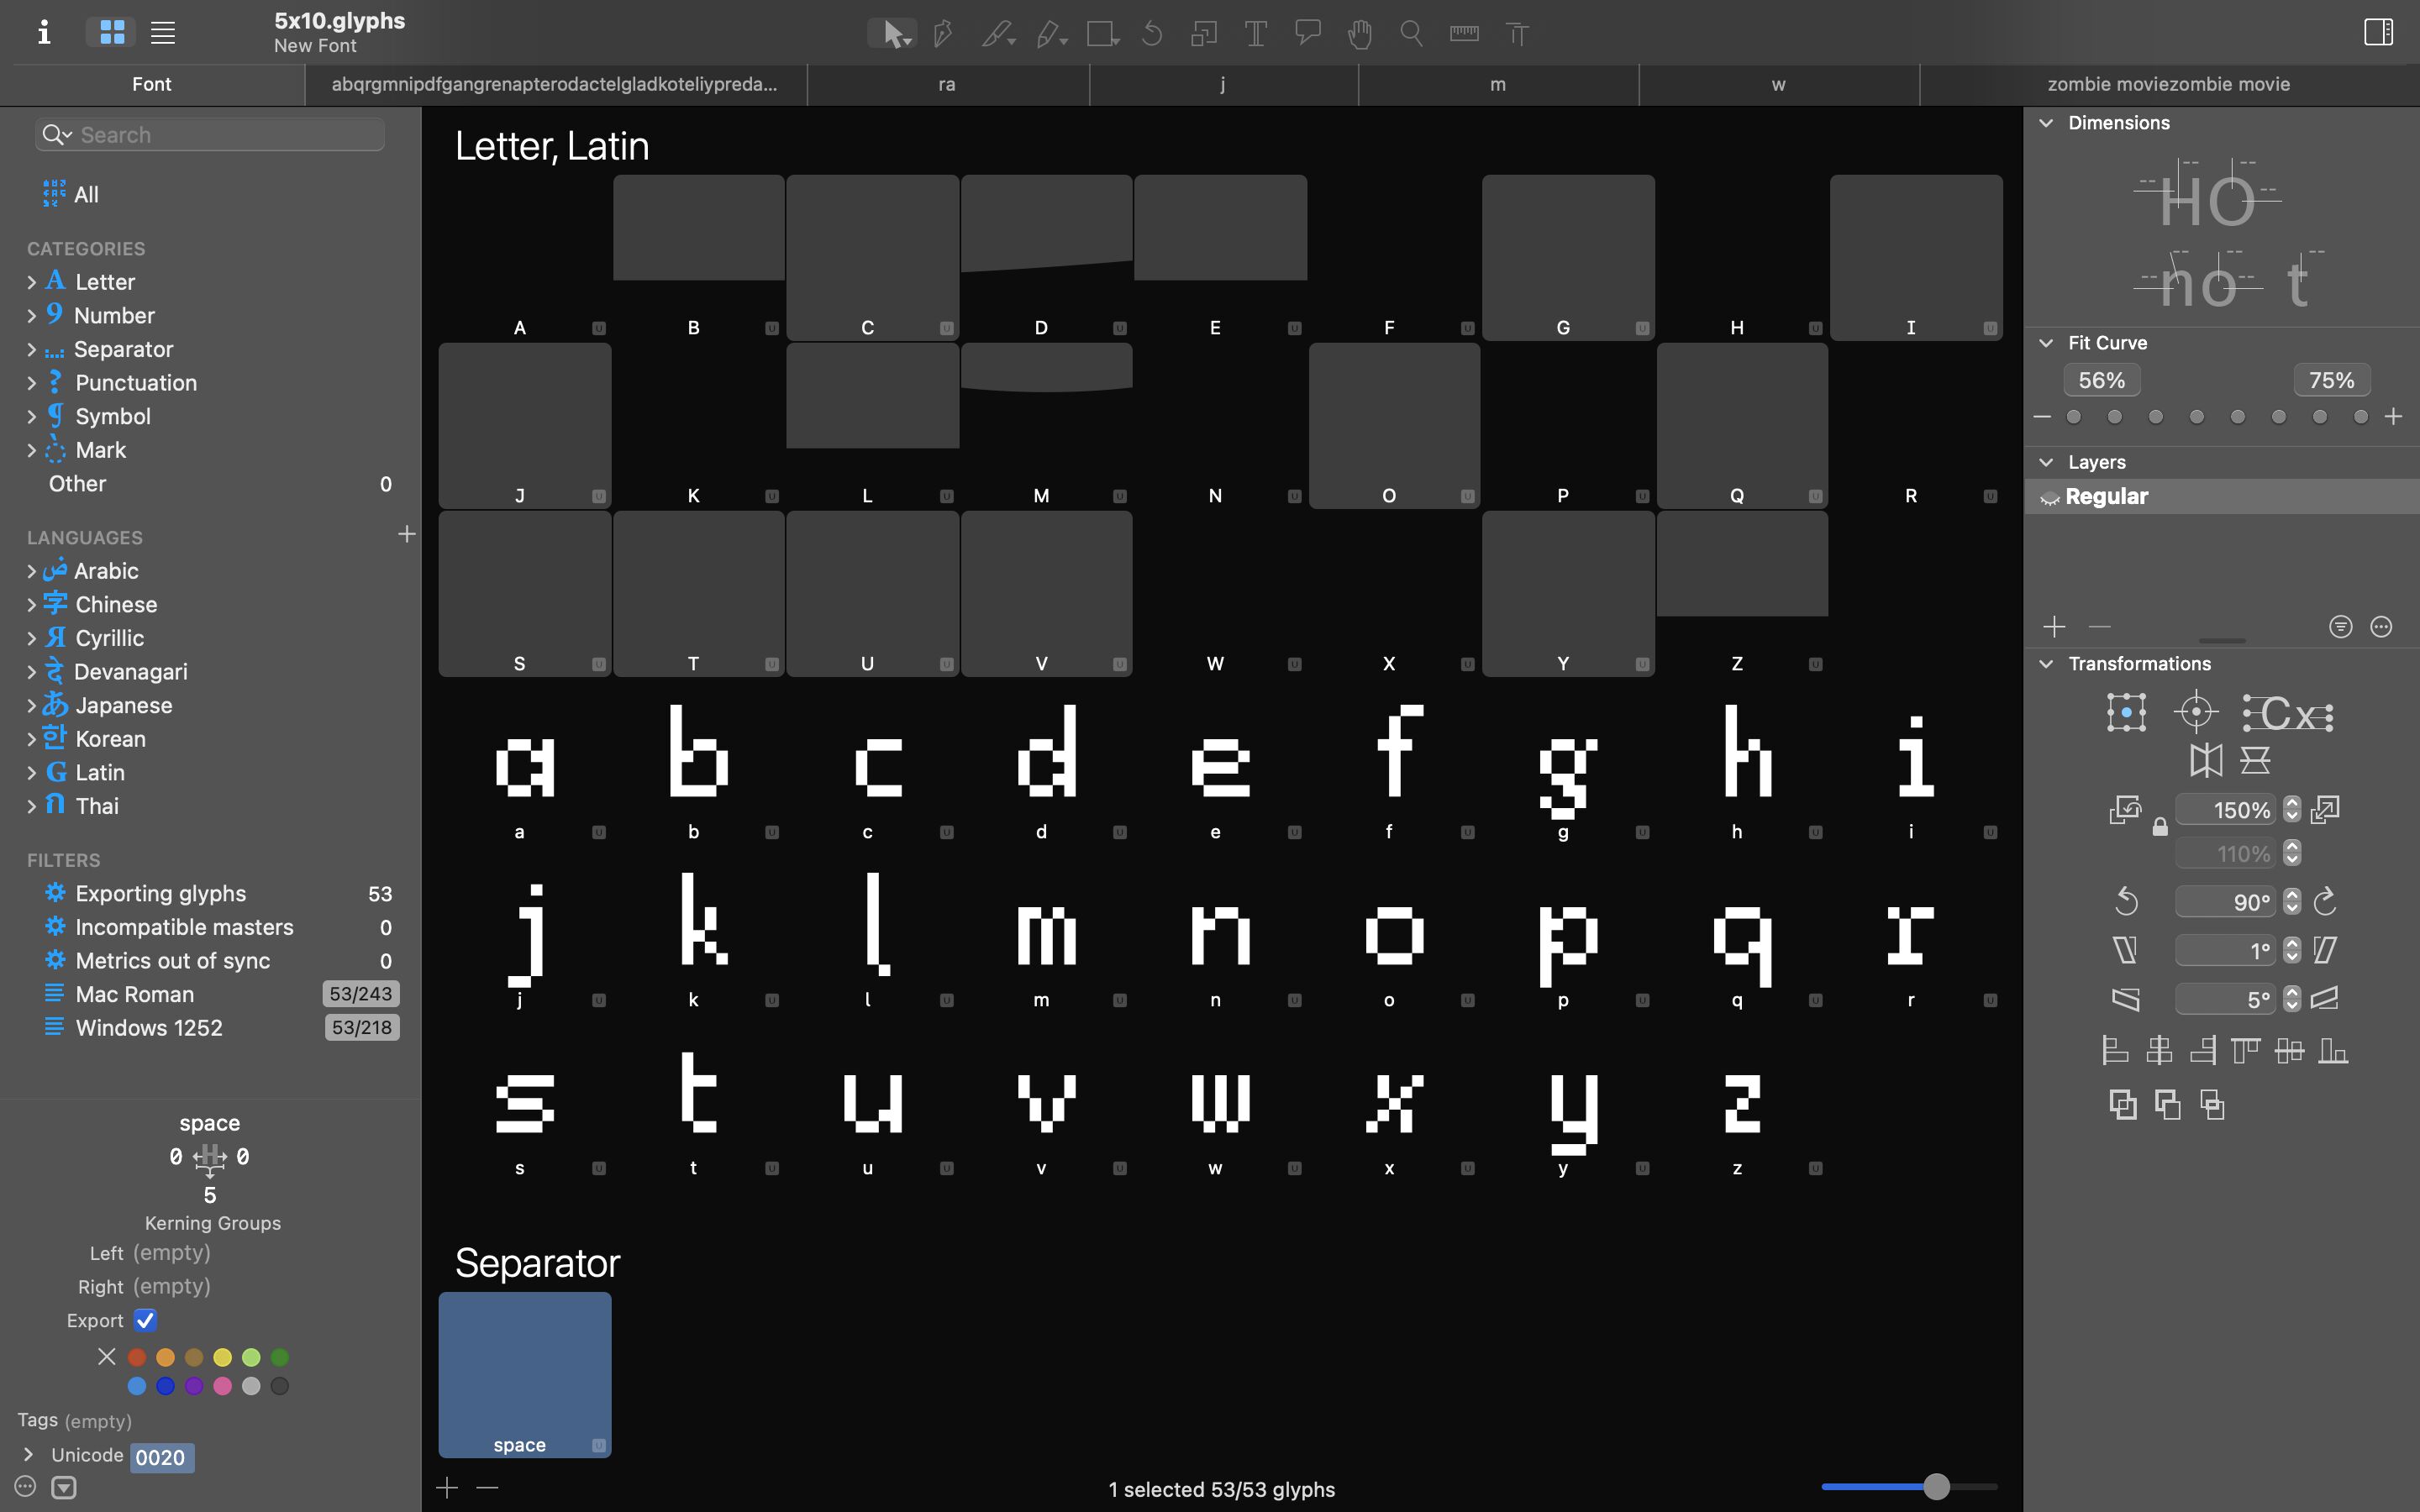 5x10.glyphs
New Font
Font
abqrgmnipdfgangrenapterodactelgladkoteliypreda...
ra
j
m
w
zombie moviezombie movie
Search
All
CATEGORIES
Letter
Number
Separator
Punctuation
Symbol
Mark
Other 0
LANGUAGES
Arabic
Chinese
Cyrillic
Devanagari
Japanese
Korean
Latin
Thai
FILTERS
Exporting glyphs 53
Incompatible masters 0
Metrics out of sync 0
Mac Roman 53/243
Windows 1252 53/218
space
0 H 0
5
Kerning Groups
Left (empty)
Right (empty)
Export
Tags (empty)
Unicode 0020
Letter, Latin
A B C D E F G H I
J K L M N O P Q R
S T U V W X Y Z
a b c d e f g h i
a b c d e f g h i
j k l m n o p q r
j k l m n o p q r
s t u v w x y z
s t u v w x y z
Separator
space
1 selected 53/53 glyphs
Dimensions
HO
no t
Fit Curve
56% 75%
Layers
Regular
Transformations
Cx
150%
110%
90°
1°
5°